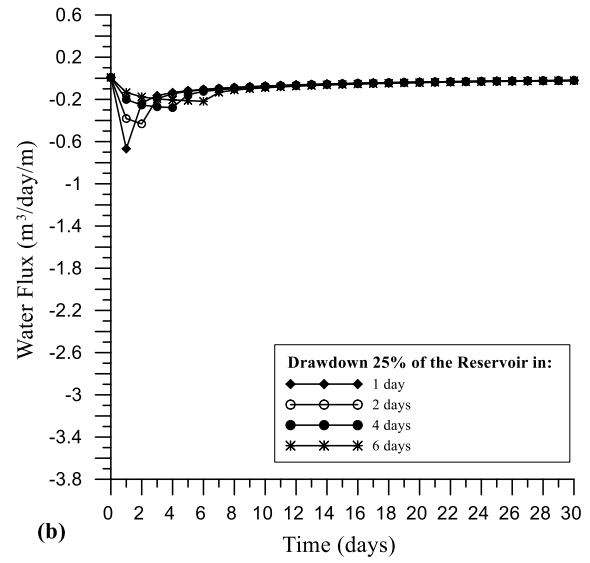 0.6
0.2
-0.2
-0.6
-1
-1.4
-1.8
-2.2
-2.6
-3
-3.4
-3.8
Water Flux (m³/day/m)
Drawdown 25% of the Reservoir in:
1 day
2 days
4 days
6 days
0 2 4 6 8 10 12 14 16 18 20 22 24 26 28 30
(b)
Time (days)